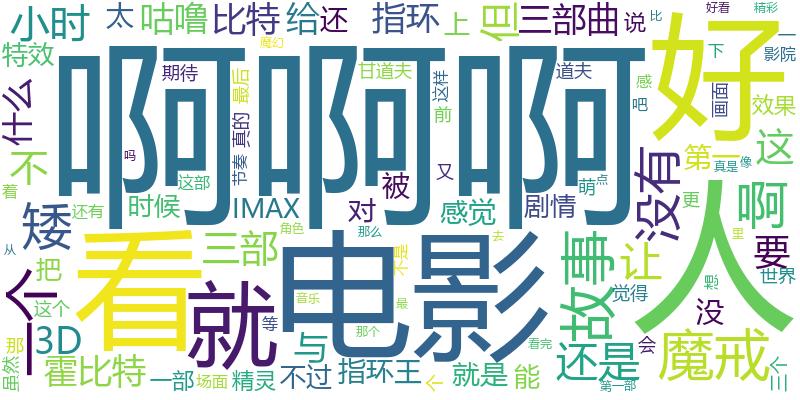 小时
太
咕噜
比特
给
还
指环
上
但
三部曲
说
比
好看
精彩
一
影院
特效
魔幻
啊啊啊
好
下
期待
甘道夫
道夫
感
最后
这样
画面
什么
前
吧
效果
真的
节奏
不
吗
这部
着
还有
时候
IMAX
被
又
对
感觉
剧情
萌
点
没有
第一
真是
像
这
更
啊
矮
从
看
三部
角色
那么
就
电影
不是
去
故事
让
人
里
要
一个
把
这个
想
世界
觉得
没
3D
音乐
最
等
与
那个
看完
那
虽然
霍比特
一部
场面
精灵
不过
指环王
个
就是
能
还是
会
魔戒
第一部
三个